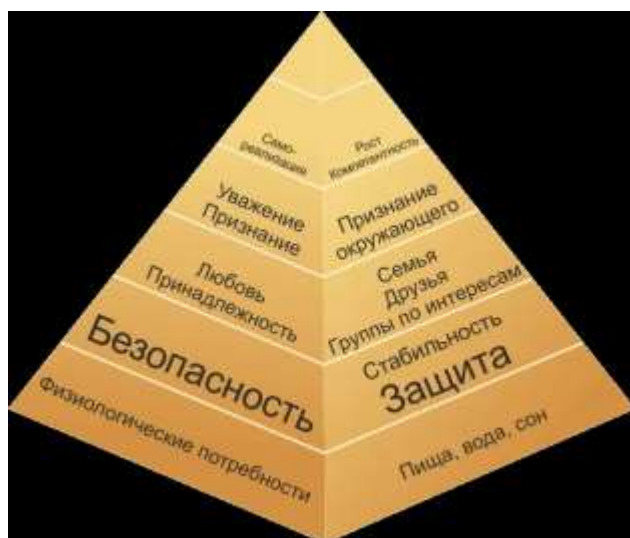 Само-
реализация
Рост
Компетантность
Уважение
Признание
Признание
окружающего
Любовь
Принадлежность
Семья
Друзья
Группы по интересам
Безопасность
Стабильность
Защита
Физиологические потребности
Пища, вода, сон